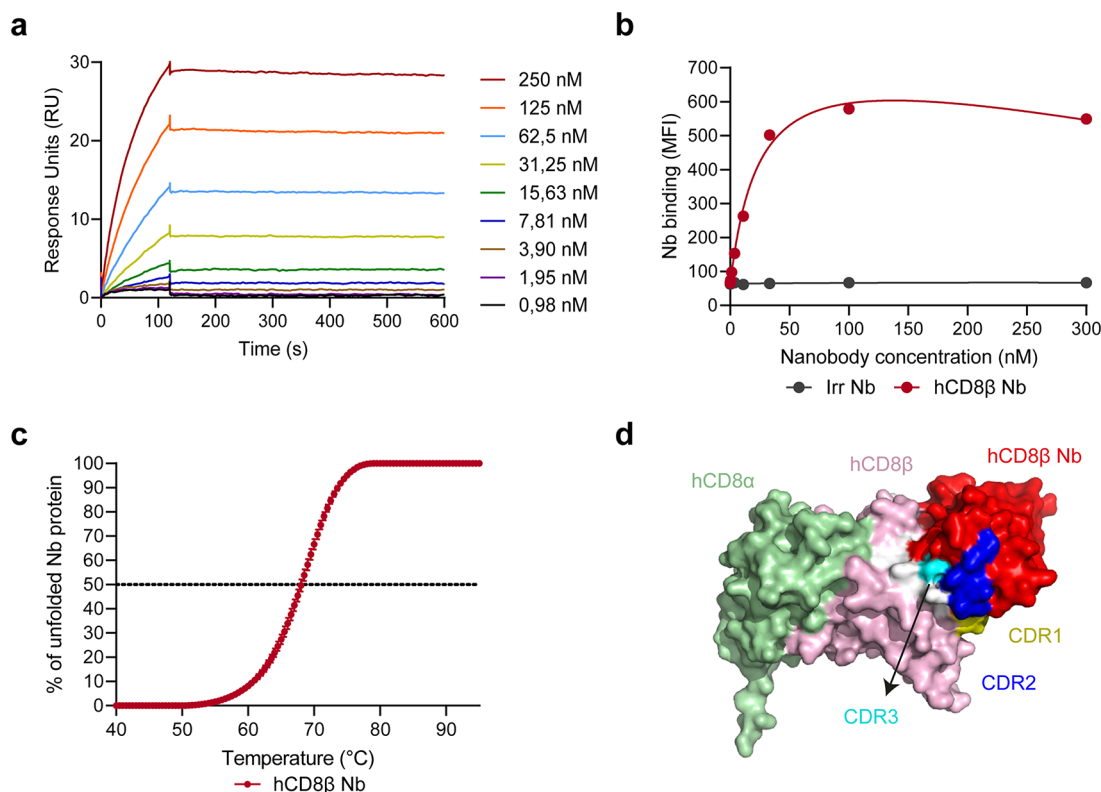 a
Response Units (RU)
30
20
10
0
0 100 200 300 400 500 600
Time (s)
250 nM
125 nM
62,5 nM
31,25 nM
15,63 nM
7,81 nM
3,90 nM
1,95 nM
0,98 nM
b
Nb binding (MFI)
700
600
500
400
300
200
100
0
0 50 100 150 200 250 300
Nanobody concentration (nM)
Irr Nb hCD8β Nb
c
% of unfolded Nb protein
100
90
80
70
60
50
40
30
20
10
0
40 50 60 70 80 90
Temperature (°C)
hCD8β Nb
d
hCD8α
hCD8β
hCD8β Nb
CDR1
CDR2
CDR3